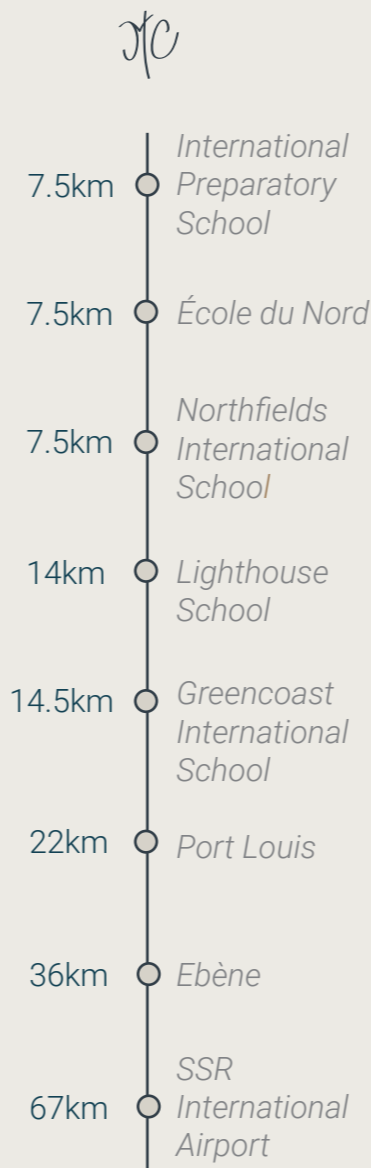 MC
International
7.5km Preparatory
School
7.5km École du Nord
Northfields
7.5km International
School
14km Lighthouse
School
14.5km Greencoast
International
School
22km Port Louis
36km Ebène
SSR
67km International
Airport